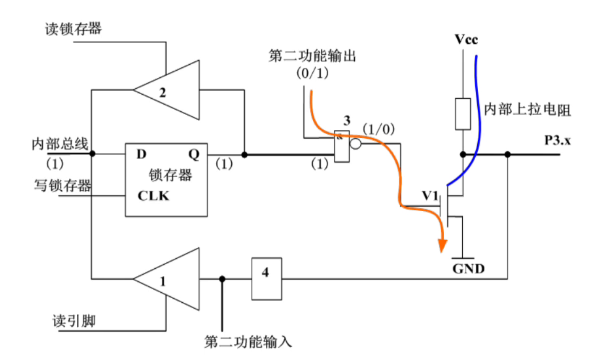 读锁存器
Vcc
第二功能输出
(0/1)
2
内部上拉电阻
3
&
(1/0)
P3.x
内部总线
(1)
D
Q
(1)
(1)
锁存器
写锁存器
CLK
V1
GND
1
4
读引脚
第二功能输入